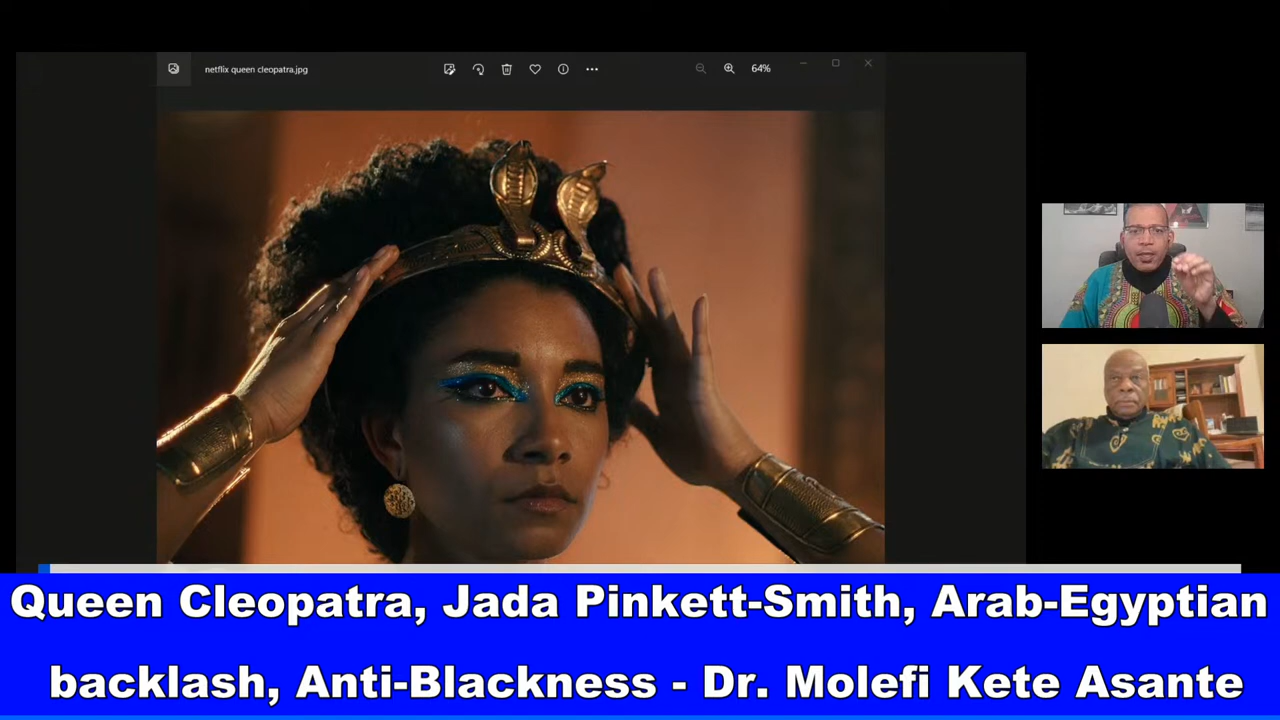 netflix queen cleopatra.jpg
64%
Queen Cleopatra, Jada Pinkett-Smith, Arab-Egyptian
backlash, Anti-Blackness - Dr. Molefi Kete Asante